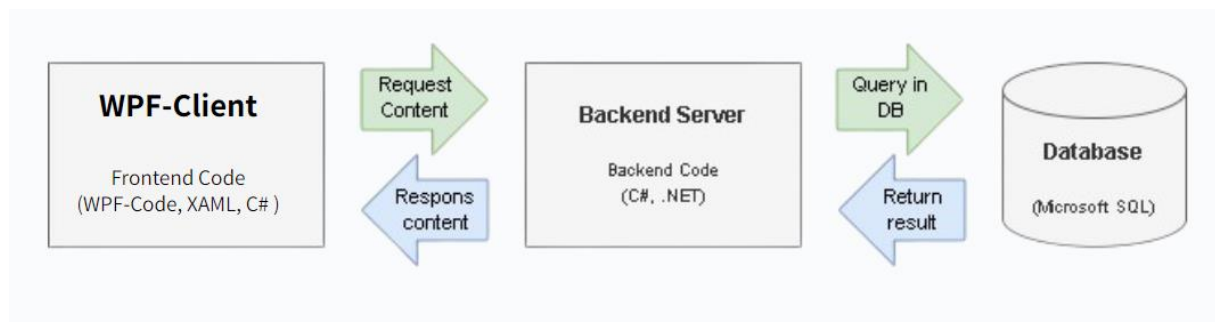 WPF-Client
Frontend Code
(WPF-Code, XAML, C# )
Request
Content
Respons
content
Backend Server
Backend Code
(C#, .NET)
Query in
DB
Return
result
Database
(Microsoft SQL)